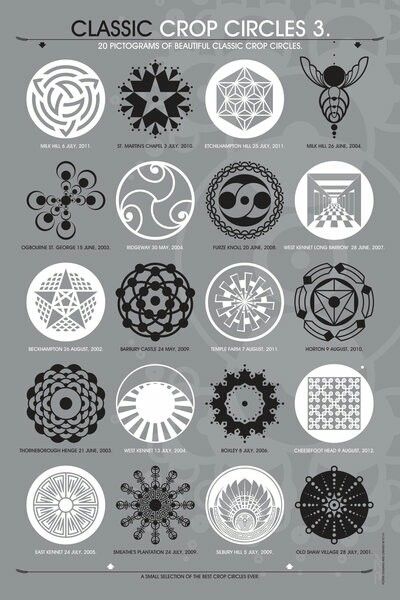 CLASSIC CROP CIRCLES 3.
20 PICTOGRAMS OF BEAUTIFUL CLASSIC CROP CIRCLES.
MILK HILL 6 JULY, 2011.
ST. MARTIN'S CHAPEL 3 JULY, 2010.
ETCHILHAMPTON HILL 25 JULY, 2011.
MILK HILL 26 JUNE, 2004.
OGBOURNE ST. GEORGE 15 JUNE, 2003.
RIDGEWAY 30 MAY, 2004.
FURZE KNOLL 20 JUNE, 2008.
WEST KENNET LONG BARROW 28 JUNE, 2007.
BECKHAMPTON 26 AUGUST, 2002.
BARBURY CASTLE 24 MAY, 2009.
TEMPLE FARM 7 AUGUST, 2011.
HORTON 9 AUGUST, 2010.
THORNEBOROUGH HENGE 21 JUNE, 2003.
WEST KENNET 13 JULY, 2004.
ROXLEY 8 JULY, 2006.
CHEESEFOOT HEAD 9 AUGUST, 2012.
EAST KENNET 24 JULY, 2005.
SMEATHE'S PLANTATION 24 JULY, 2009.
SILBURY HILL 5 JULY, 2009.
OLD SHAW VILLAGE 28 JULY, 2001.
A SMALL SELECTION OF THE BEST CROP CIRCLES EVER.